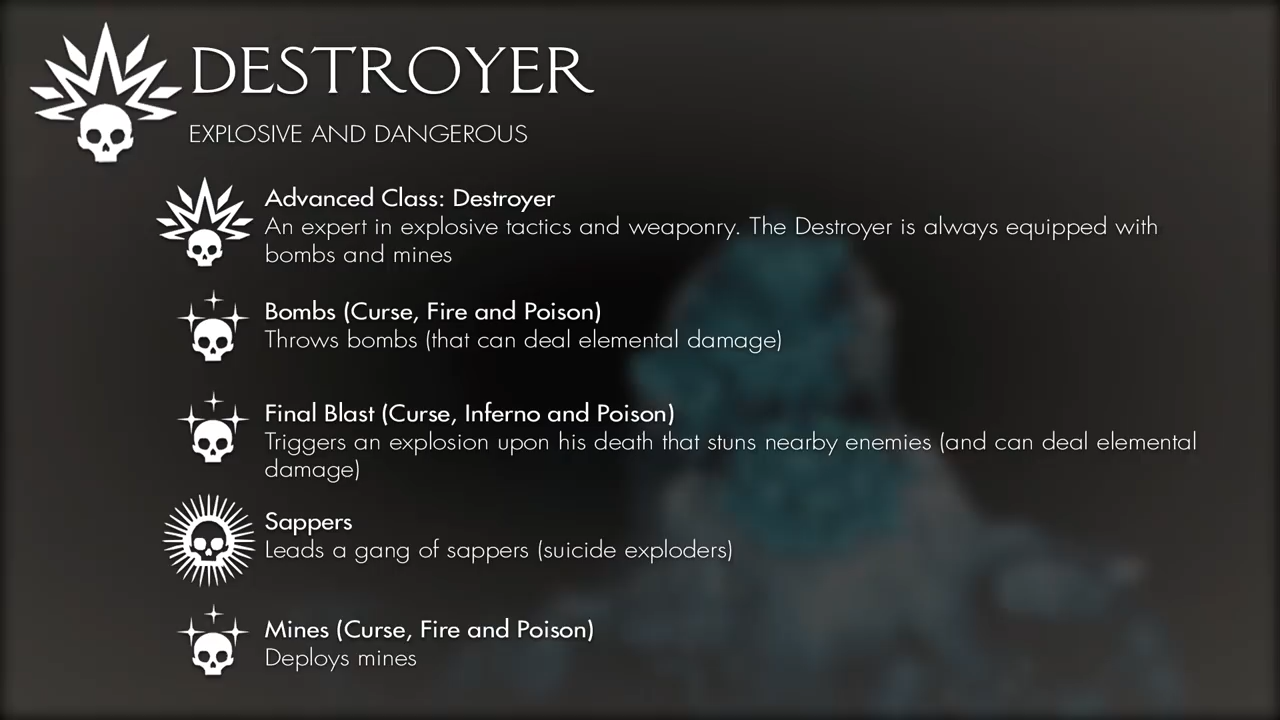 DESTROYER
EXPLOSIVE AND DANGEROUS
Advanced Class: Destroyer
An expert in explosive tactics and weaponry. The Destroyer is always equipped with
bombs and mines
Bombs (Curse, Fire and Poison)
Throws bombs (that can deal elemental damage)
Final Blast (Curse, Inferno and Poison)
Triggers an explosion upon his death that stuns nearby enemies (and can deal elemental
damage)
Sappers
Leads a gang of sappers (suicide exploders)
Mines (Curse, Fire and Poison)
Deploys mines